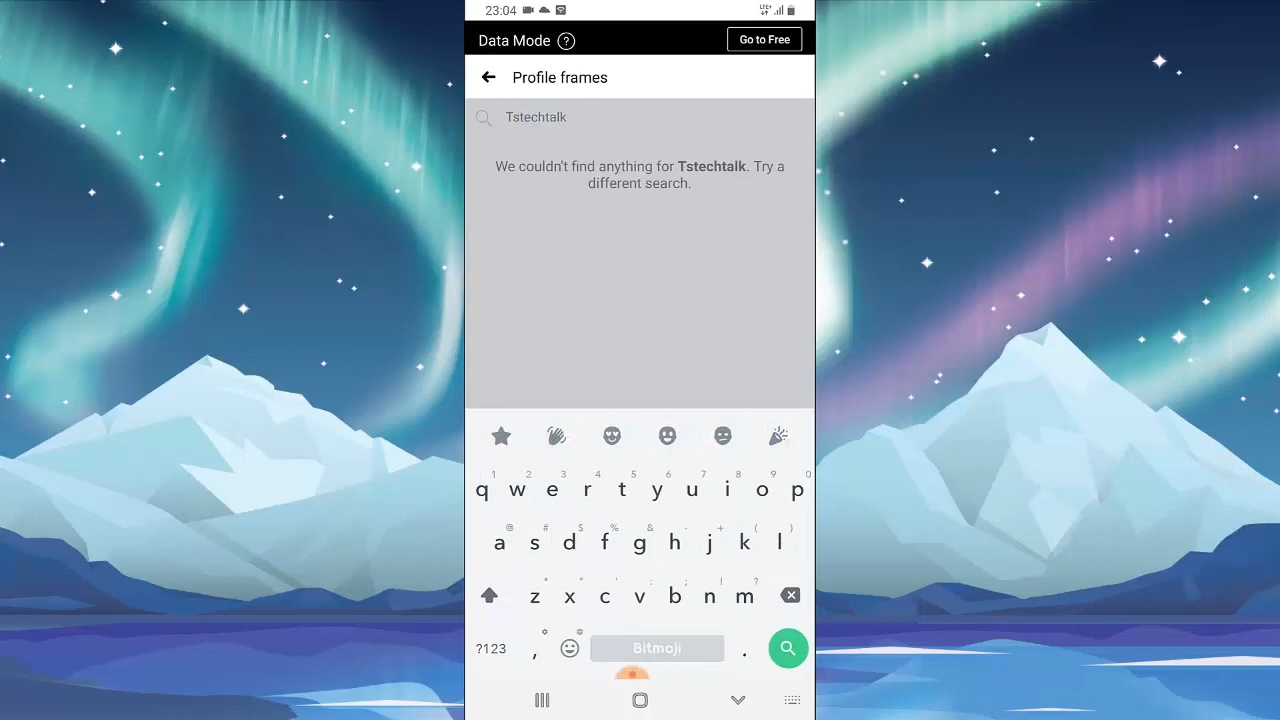 23:04 LTE+
Data Mode ? Go to Free
Profile frames
Tstechtalk
We couldn't find anything for Tstechtalk. Try a
different search.
1 2 3 4 5 6 7 8 9 0
q w e r t y u i o p
@ # $ % & - + ( )
a s d f g h j k l
* " ' : ; ! ?
z x c v b n m
?123 , Bitmoji .